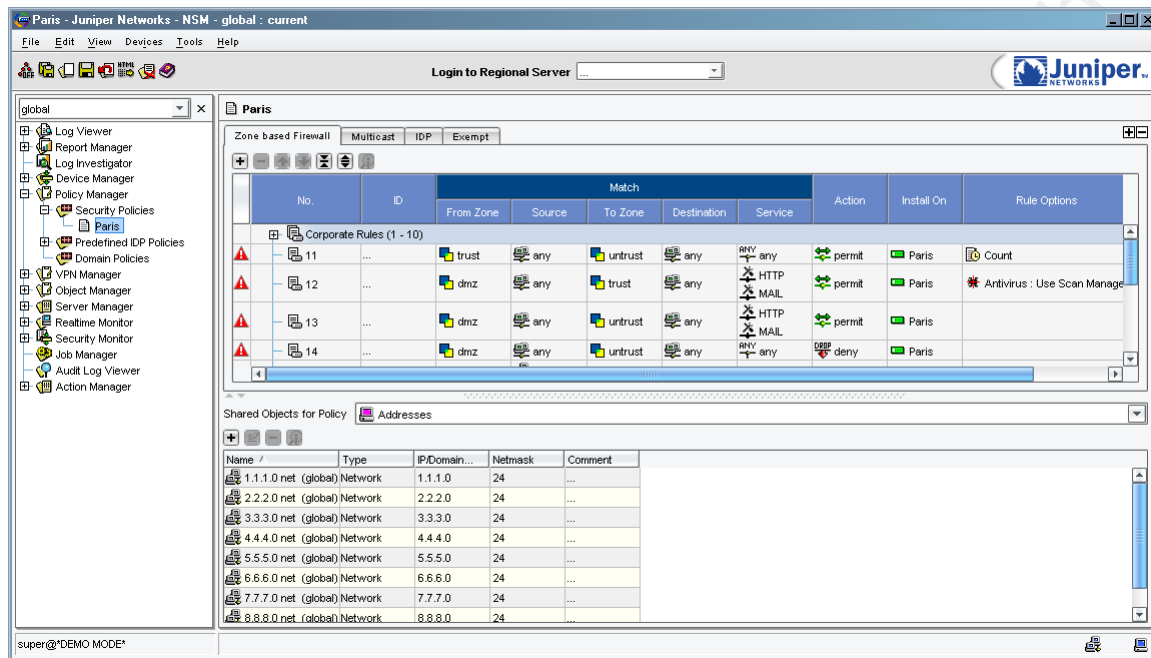 Paris - Juniper Networks - NSM - global : current
File Edit View Devices Tools Help
OFF HTML Login to Regional Server ... Juniper NETWORKS
global
Log Viewer
Report Manager
Log Investigator
Device Manager
Policy Manager
Security Policies
Paris
Predefined IDP Policies
Domain Policies
VPN Manager
Object Manager
Server Manager
Realtime Monitor
Security Monitor
Job Manager
Audit Log Viewer
Action Manager
Paris
Zone based Firewall Multicast IDP Exempt
No. ID Match Action Install On Rule Options
From Zone Source To Zone Destination Service
Corporate Rules (1 - 10)
11 ... trust any untrust any ANY any permit Paris Count
12 ... dmz any trust any HTTP MAIL permit Paris Antivirus : Use Scan Manage
13 ... dmz any untrust any HTTP MAIL permit Paris
14 ... dmz any untrust any ANY any DROP deny Paris
Shared Objects for Policy Addresses
Name / Type IP/Domain... Netmask Comment
1.1.1.0 net (global) Network 1.1.1.0 24 ...
2.2.2.0 net (global) Network 2.2.2.0 24 ...
3.3.3.0 net (global) Network 3.3.3.0 24 ...
4.4.4.0 net (global) Network 4.4.4.0 24 ...
5.5.5.0 net (global) Network 5.5.5.0 24 ...
6.6.6.0 net (global) Network 6.6.6.0 24 ...
7.7.7.0 net (global) Network 7.7.7.0 24 ...
8.8.8.0 net (global) Network 8.8.8.0 24 ...
super@*DEMO MODE*